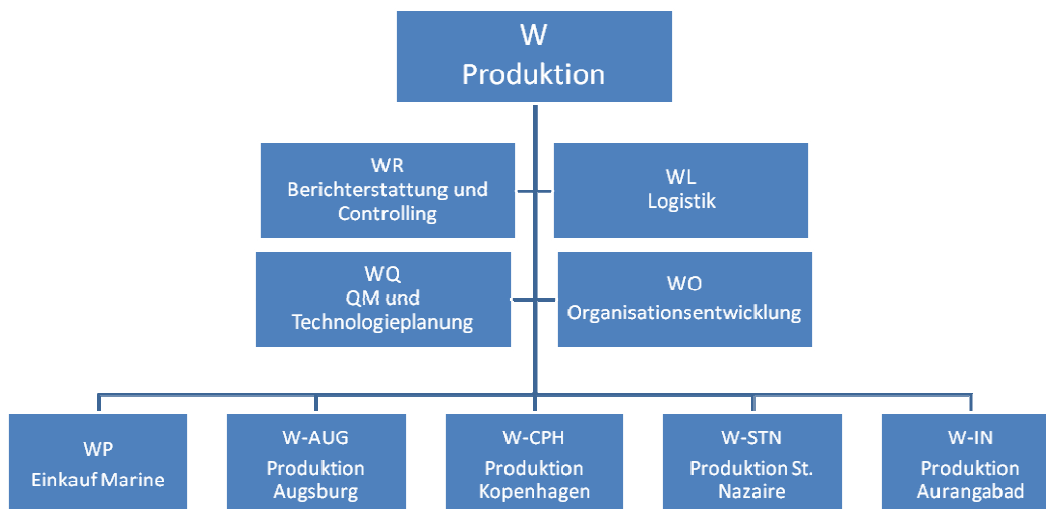 W
Produktion
WR
Berichterstattung und
Controlling
WL
Logistik
WQ
QM und
Technologieplanung
WO
Organisationsentwicklung
WP
Einkauf Marine
W-AUG
Produktion
Augsburg
W-CPH
Produktion
Kopenhagen
W-STN
Produktion St.
Nazaire
W-IN
Produktion
Aurangabad